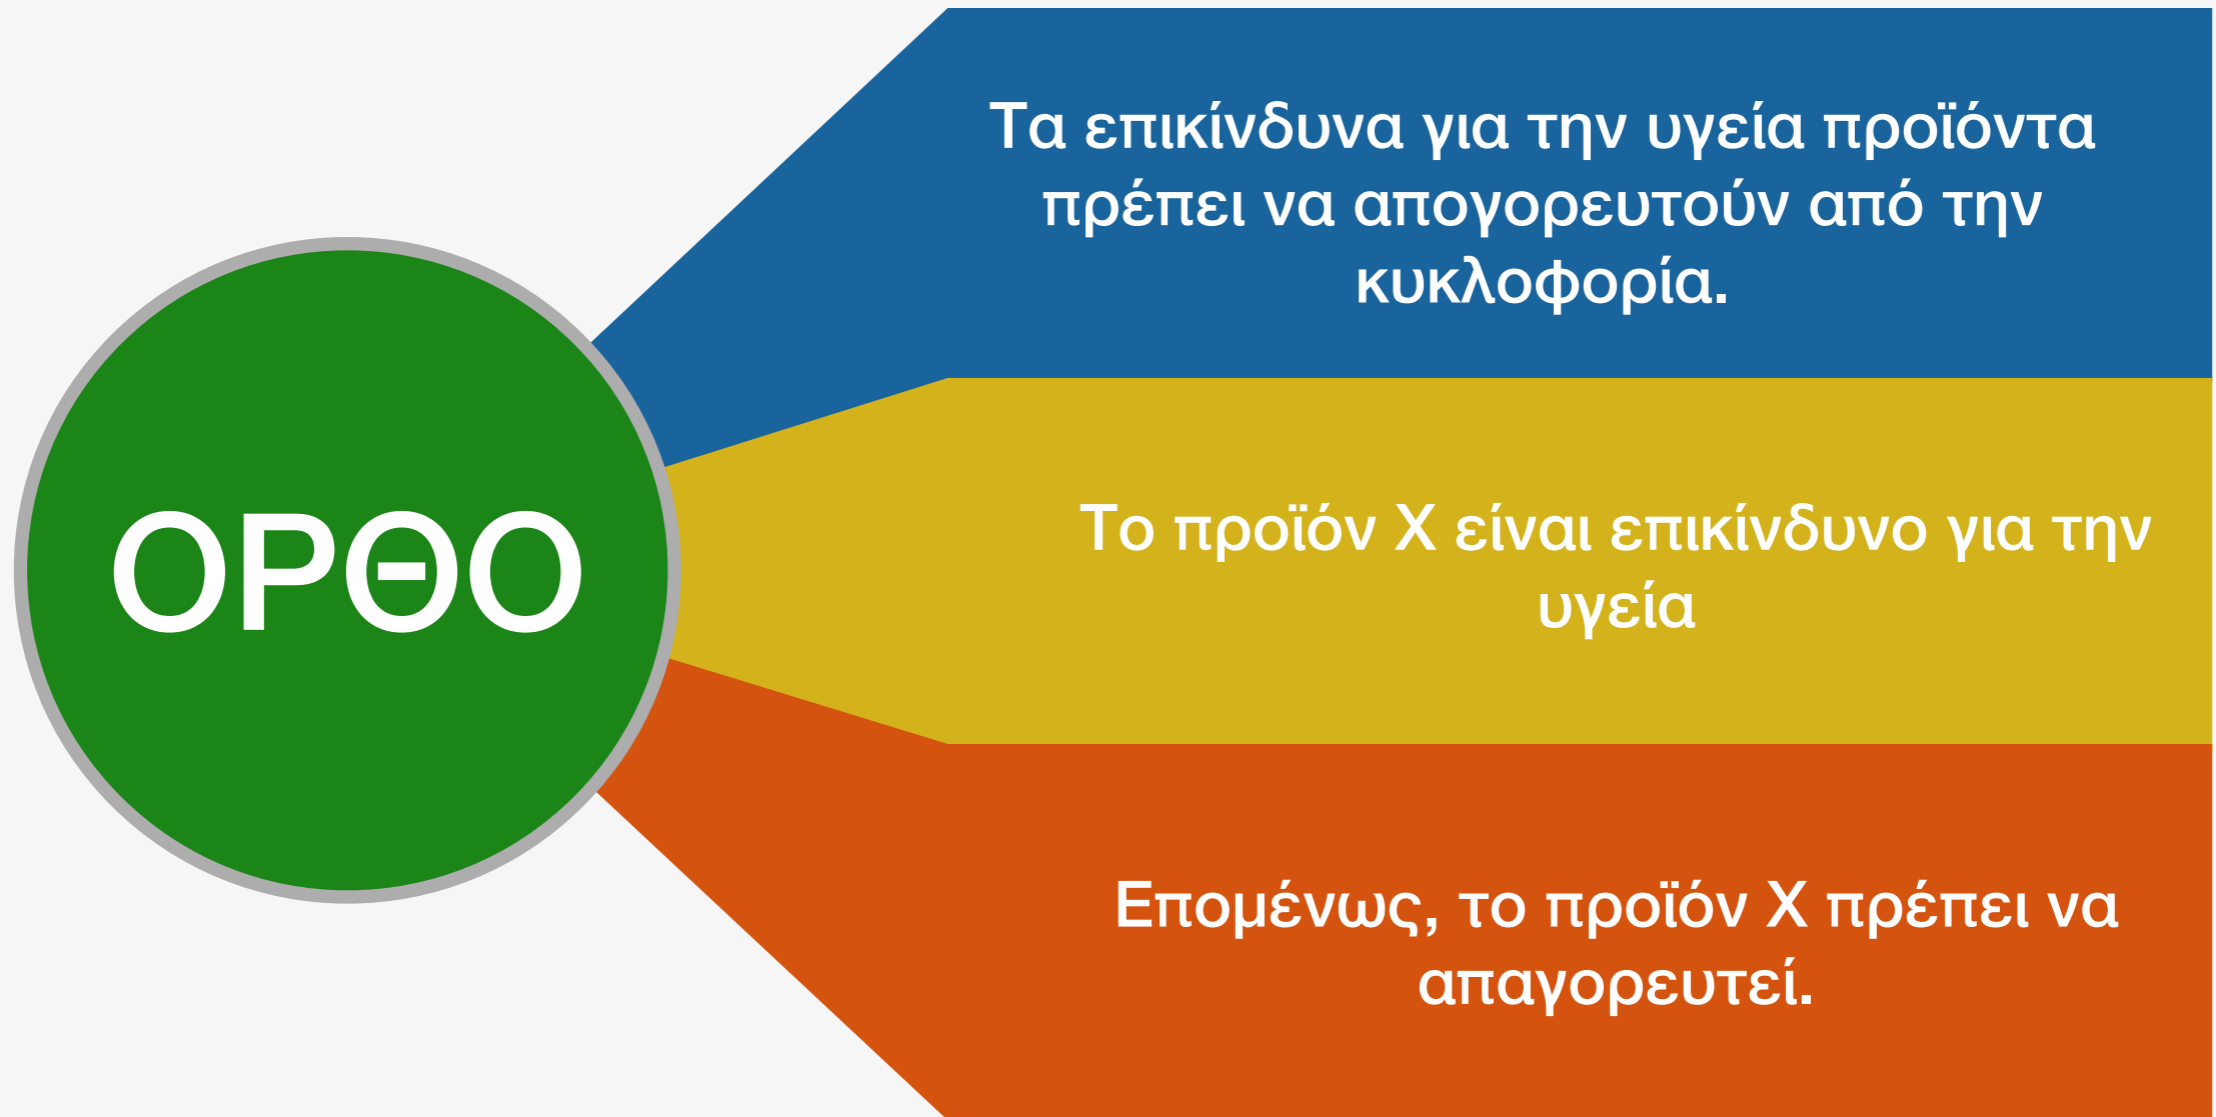 ΟΡΘΟ
Τα επικίνδυνα για την υγεία προϊόντα
πρέπει να απογορευτούν από την
κυκλοφορία.
Το προϊόν Χ είναι επικίνδυνο για την
υγεία
Επομένως, το προϊόν Χ πρέπει να
απαγορευτεί.